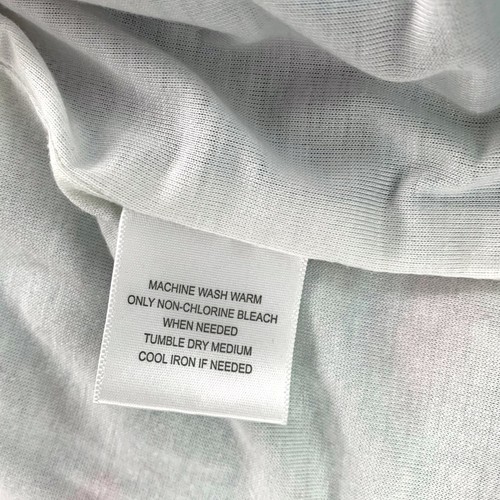 MACHINE WASH WARM
ONLY NON-CHLORINE BLEACH
WHEN NEEDED
TUMBLE DRY MEDIUM
COOL IRON IF NEEDED